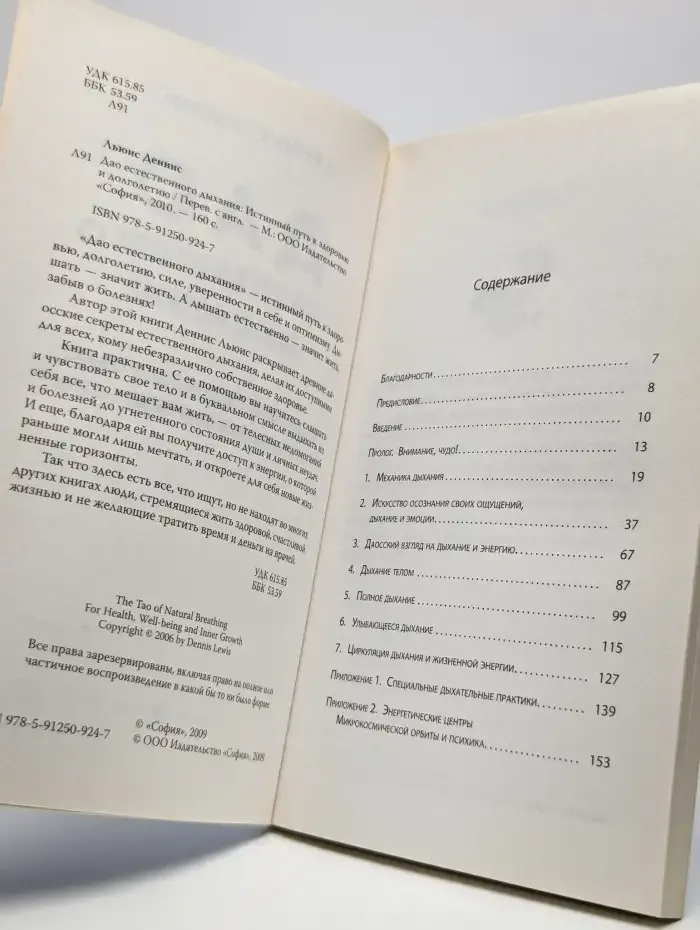 УДК 615.85
ББК 53.59
Л91
Льюис Деннис
Л91 Дао естественного дыхания: Истинный путь к здоровью
и долголетию / Перев. с англ. — М.: ООО Издательство
«София», 2010. — 160 с.
ISBN 978-5-91250-924-7
«Дао естественного дыхания» — истинный путь к здоро-
вью, долголетию, силе, уверенности в себе и оптимизму. Ды-
шать — значит жить. А дышать естественно — значит жить,
забыв о болезнях!
Автор этой книги Деннис Льюис раскрывает древние да-
осские секреты естественного дыхания, делая их доступными
для всех, кому небезразлично собственное здоровье.
Книга практична. С ее помощью вы научитесь слышать
и чувствовать свое тело и в буквальном смысле выдыхать из
себя все, что мешает вам жить, — от телесных недомоганий
и болезней до угнетенного состояния души и личных неудач.
И еще, благодаря ей вы получите доступ к энергии, о которой
раньше могли лишь мечтать, и откроете для себя новые жиз-
ненные горизонты.
Так что здесь есть все, что ищут, но не находят во многих
других книгах люди, стремящиеся жить здоровой, счастливой
жизнью и не желающие тратить время и деньги на врачей.
УДК 615.85
ББК 53.59
The Tao of Natural Breathing
For Health, Well-being and Inner Growth
Copyright © 2006 by Dennis Lewis
Все права зарезервированы, включая право на полное или
частичное воспроизведение в какой бы то ни было форме
978-5-91250-924-7
© «София», 2009
© ООО Издательство «София», 2009
Содержание
Благодарности 7
Предисловие 8
Введение 10
Пролог. Внимание, чудо! 13
1. Механика дыхания 19
2. Искусство осознания своих ощущений,
дыхание и эмоции 37
3. Даосский взгляд на дыхание и энергию 67
4. Дыхание телом 87
5. Полное дыхание 99
6. Улыбающееся дыхание 115
7. Циркуляция дыхания и жизненной энергии 127
Приложение 1. Специальные дыхательные практики 139
Приложение 2. Энергетические центры
Микрокосмической орбиты и психика 153